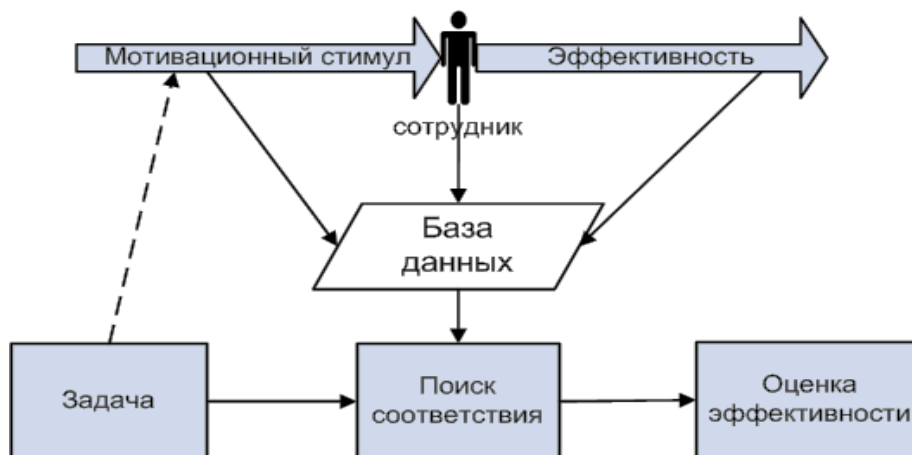 Мотивационный стимул
Эффективность
сотрудник
База
данных
Задача
Поиск
соответствия
Оценка
эффективности